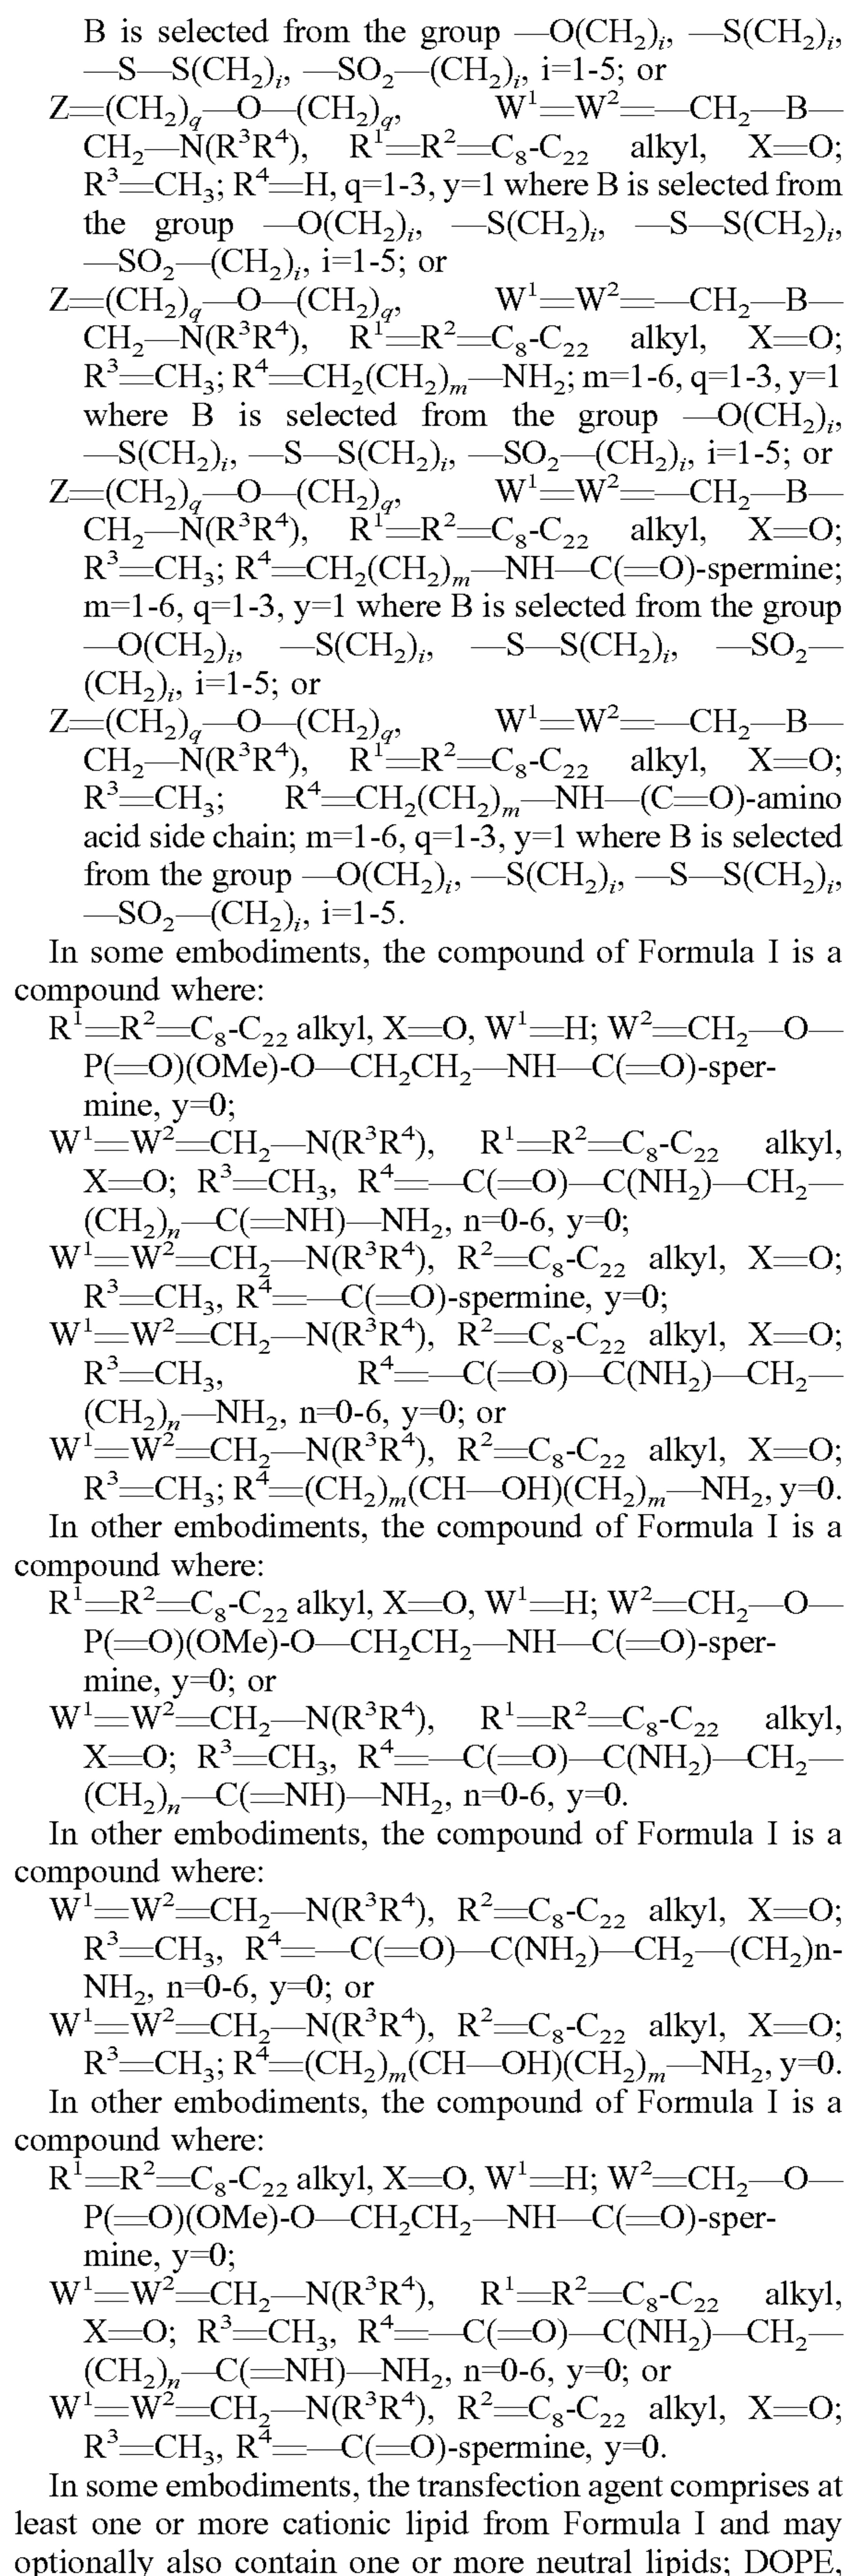 B is selected from the group —O(CH₂)ᵢ, —S(CH₂)ᵢ,
—S—S(CH₂)ᵢ, —SO₂—(CH₂)ᵢ, i=1-5; or
Z═(CH₂)_q—O—(CH₂)_q, W¹═W²═—CH₂—B—
CH₂—N(R³R⁴), R¹═R²═C₈-C₂₂ alkyl, X═O;
R³═CH₃; R⁴═H, q=1-3, y=1 where B is selected from
the group —O(CH₂)ᵢ, —S(CH₂)ᵢ, —S—S(CH₂)ᵢ,
—SO₂—(CH₂)ᵢ, i=1-5; or
Z═(CH₂)_q—O—(CH₂)_q, W¹═W²═—CH₂—B—
CH₂—N(R³R⁴), R¹═R²═C₈-C₂₂ alkyl, X═O;
R³═CH₃; R⁴═CH₂(CH₂)ₘ—NH₂; m=1-6, q=1-3, y=1
where B is selected from the group —O(CH₂)ᵢ,
—S(CH₂)ᵢ, —S—S(CH₂)ᵢ, —SO₂—(CH₂)ᵢ, i=1-5; or
Z═(CH₂)_q—O—(CH₂)_q, W¹═W²═—CH₂—B—
CH₂—N(R³R⁴), R¹═R²═C₈-C₂₂ alkyl, X═O;
R³═CH₃; R⁴═CH₂(CH₂)ₘ—NH—C(═O)-spermine;
m=1-6, q=1-3, y=1 where B is selected from the group
—O(CH₂)ᵢ, —S(CH₂)ᵢ, —S—S(CH₂)ᵢ, —SO₂—
(CH₂)ᵢ, i=1-5; or
Z═(CH₂)_q—O—(CH₂)_q, W¹═W²═—CH₂—B—
CH₂—N(R³R⁴), R¹═R²═C₈-C₂₂ alkyl, X═O;
R³═CH₃; R⁴═CH₂(CH₂)ₘ—NH—(C═O)-amino
acid side chain; m=1-6, q=1-3, y=1 where B is selected
from the group —O(CH₂)ᵢ, —S(CH₂)ᵢ, —S—S(CH₂)ᵢ,
—SO₂—(CH₂)ᵢ, i=1-5.
In some embodiments, the compound of Formula I is a
compound where:
R¹═R²═C₈-C₂₂ alkyl, X═O, W¹═H; W²═CH₂—O—
P(═O)(OMe)-O—CH₂CH₂—NH—C(═O)-sper-
mine, y=0;
W¹═W²═CH₂—N(R³R⁴), R¹═R²═C₈-C₂₂ alkyl,
X═O; R³═CH₃, R⁴═—C(═O)—C(NH₂)—CH₂—
(CH₂)ₙ—C(═NH)—NH₂, n=0-6, y=0;
W¹═W²═CH₂—N(R³R⁴), R²═C₈-C₂₂ alkyl, X═O;
R³═CH₃, R⁴═—C(═O)-spermine, y=0;
W¹═W²═CH₂—N(R³R⁴), R²═C₈-C₂₂ alkyl, X═O;
R³═CH₃, R⁴═—C(═O)—C(NH₂)—CH₂—
(CH₂)ₙ—NH₂, n=0-6, y=0; or
W¹═W²═CH₂—N(R³R⁴), R²═C₈-C₂₂ alkyl, X═O;
R³═CH₃; R⁴═(CH₂)ₘ(CH—OH)(CH₂)ₘ—NH₂, y=0.
In other embodiments, the compound of Formula I is a
compound where:
R¹═R²═C₈-C₂₂ alkyl, X═O, W¹═H; W²═CH₂—O—
P(═O)(OMe)-O—CH₂CH₂—NH—C(═O)-sper-
mine, y=0; or
W¹═W²═CH₂—N(R³R⁴), R¹═R²═C₈-C₂₂ alkyl,
X═O; R³═CH₃, R⁴═—C(═O)—C(NH₂)—CH₂—
(CH₂)ₙ—C(═NH)—NH₂, n=0-6, y=0.
In other embodiments, the compound of Formula I is a
compound where:
W¹═W²═CH₂—N(R³R⁴), R²═C₈-C₂₂ alkyl, X═O;
R³═CH₃, R⁴═—C(═O)—C(NH₂)—CH₂—(CH₂)n-
NH₂, n=0-6, y=0; or
W¹═W²═CH₂—N(R³R⁴), R²═C₈-C₂₂ alkyl, X═O;
R³═CH₃; R⁴═(CH₂)ₘ(CH—OH)(CH₂)ₘ—NH₂, y=0.
In other embodiments, the compound of Formula I is a
compound where:
R¹═R²═C₈-C₂₂ alkyl, X═O, W¹═H; W²═CH₂—O—
P(═O)(OMe)-O—CH₂CH₂—NH—C(═O)-sper-
mine, y=0;
W¹═W²═CH₂—N(R³R⁴), R¹═R²═C₈-C₂₂ alkyl,
X═O; R³═CH₃, R⁴═—C(═O)—C(NH₂)—CH₂—
(CH₂)ₙ—C(═NH)—NH₂, n=0-6, y=0; or
W¹═W²═CH₂—N(R³R⁴), R²═C₈-C₂₂ alkyl, X═O;
R³═CH₃, R⁴═—C(═O)-spermine, y=0.
In some embodiments, the transfection agent comprises at
least one or more cationic lipid from Formula I and may
optionally also contain one or more neutral lipids; DOPE,